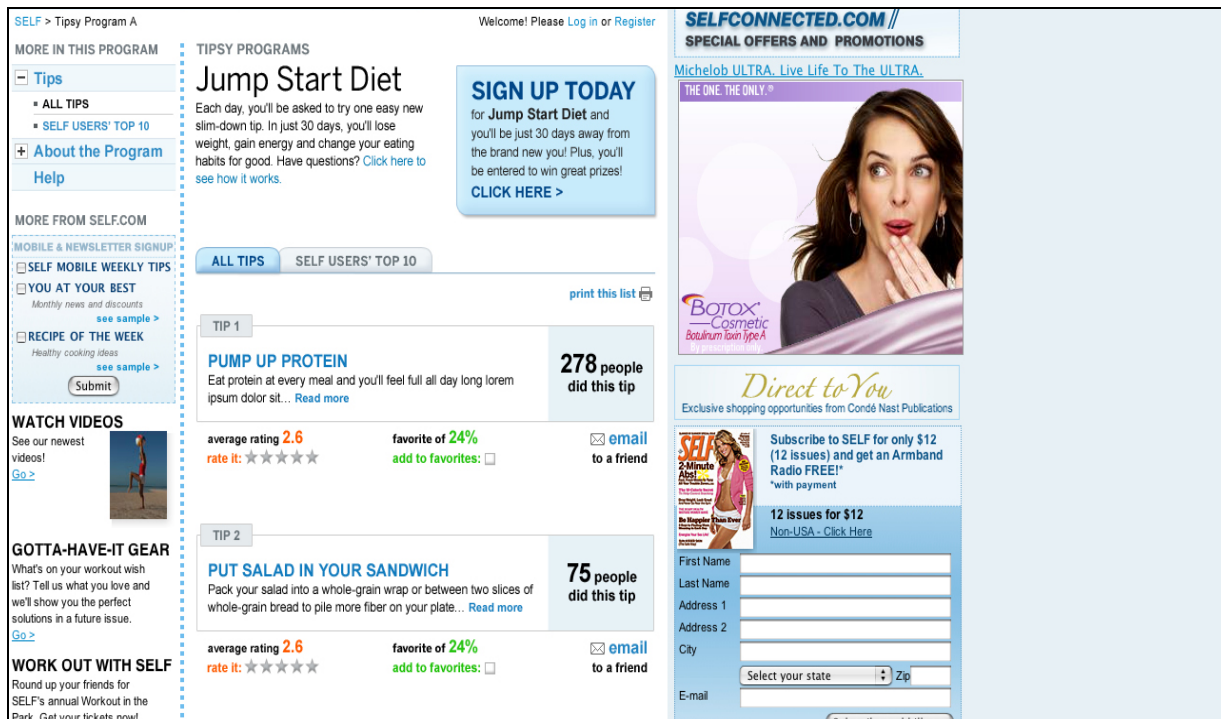 SELF > Tipsy Program A
Welcome! Please Log in or Register
MORE IN THIS PROGRAM
Tips
ALL TIPS
SELF USERS' TOP 10
About the Program
Help
MORE FROM SELF.COM
MOBILE & NEWSLETTER SIGNUP
SELF MOBILE WEEKLY TIPS
YOU AT YOUR BEST
Monthly news and discounts
see sample >
RECIPE OF THE WEEK
Healthy cooking ideas
see sample >
Submit
WATCH VIDEOS
See our newest
videos!
Go >
GOTTA-HAVE-IT GEAR
What's on your workout wish
list? Tell us what you love and
we'll show you the perfect
solutions in a future issue.
Go >
WORK OUT WITH SELF
Round up your friends for
SELF's annual Workout in the
Park. Get your tickets now!
TIPSY PROGRAMS
Jump Start Diet
Each day, you'll be asked to try one easy new
slim-down tip. In just 30 days, you'll lose
weight, gain energy and change your eating
habits for good. Have questions? Click here to
see how it works.
SIGN UP TODAY
for Jump Start Diet and
you'll be just 30 days away from
the brand new you! Plus, you'll
be entered to win great prizes!
CLICK HERE >
ALL TIPS
SELF USERS' TOP 10
print this list
TIP 1
PUMP UP PROTEIN
Eat protein at every meal and you'll feel full all day long lorem
ipsum dolor sit... Read more
278 people
did this tip
average rating 2.6
rate it:
favorite of 24%
add to favorites:
email
to a friend
TIP 2
PUT SALAD IN YOUR SANDWICH
Pack your salad into a whole-grain wrap or between two slices of
whole-grain bread to pile more fiber on your plate... Read more
75 people
did this tip
average rating 2.6
rate it:
favorite of 24%
add to favorites:
email
to a friend
SELFCONNECTED.COM //
SPECIAL OFFERS AND PROMOTIONS
Michelob ULTRA. Live Life To The ULTRA.
THE ONE. THE ONLY.®
BOTOX®
Cosmetic
Botulinum Toxin Type A
By prescription only.
Direct to You
Exclusive shopping opportunities from Condé Nast Publications
SELF
2-Minute
Abs!
Be Happier Than Ever
Subscribe to SELF for only $12
(12 issues) and get an Armband
Radio FREE!*
*with payment
12 issues for $12
Non-USA - Click Here
First Name
Last Name
Address 1
Address 2
City
Select your state
Zip
E-mail